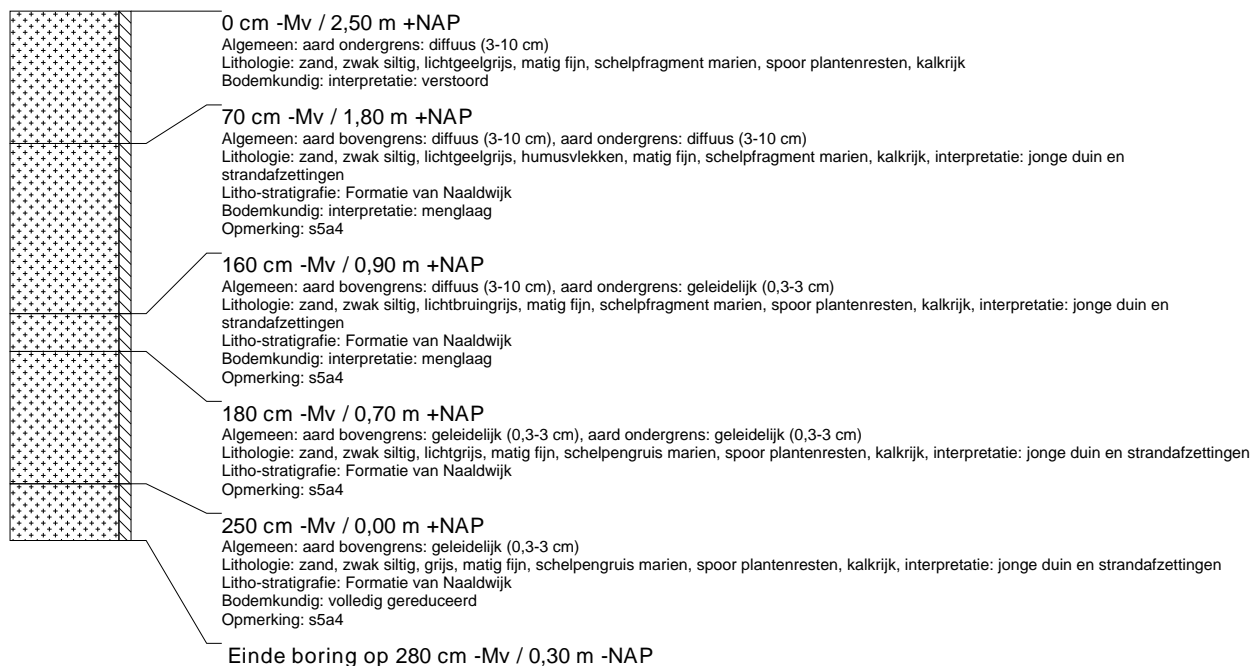 0 cm -Mv / 2,50 m +NAP
Algemeen: aard ondergrens: diffuus (3-10 cm)
Lithologie: zand, zwak siltig, lichtgeelgrijs, matig fijn, schelpfragment marien, spoor plantenresten, kalkrijk
Bodemkundig: interpretatie: verstoord
70 cm -Mv / 1,80 m +NAP
Algemeen: aard bovengrens: diffuus (3-10 cm), aard ondergrens: diffuus (3-10 cm)
Lithologie: zand, zwak siltig, lichtgeelgrijs, humusvlekken, matig fijn, schelpfragment marien, kalkrijk, interpretatie: jonge duin en
strandafzettingen
Litho-stratigrafie: Formatie van Naaldwijk
Bodemkundig: interpretatie: menglaag
Opmerking: s5a4
160 cm -Mv / 0,90 m +NAP
Algemeen: aard bovengrens: diffuus (3-10 cm), aard ondergrens: geleidelijk (0,3-3 cm)
Lithologie: zand, zwak siltig, lichtbruingrijs, matig fijn, schelpfragment marien, spoor plantenresten, kalkrijk, interpretatie: jonge duin en
strandafzettingen
Litho-stratigrafie: Formatie van Naaldwijk
Bodemkundig: interpretatie: menglaag
Opmerking: s5a4
180 cm -Mv / 0,70 m +NAP
Algemeen: aard bovengrens: geleidelijk (0,3-3 cm), aard ondergrens: geleidelijk (0,3-3 cm)
Lithologie: zand, zwak siltig, lichtgrijs, matig fijn, schelpengruis marien, spoor plantenresten, kalkrijk, interpretatie: jonge duin en strandafzettingen
Litho-stratigrafie: Formatie van Naaldwijk
Opmerking: s5a4
250 cm -Mv / 0,00 m +NAP
Algemeen: aard bovengrens: geleidelijk (0,3-3 cm)
Lithologie: zand, zwak siltig, grijs, matig fijn, schelpengruis marien, spoor plantenresten, kalkrijk, interpretatie: jonge duin en strandafzettingen
Litho-stratigrafie: Formatie van Naaldwijk
Bodemkundig: volledig gereduceerd
Opmerking: s5a4
Einde boring op 280 cm -Mv / 0,30 m -NAP